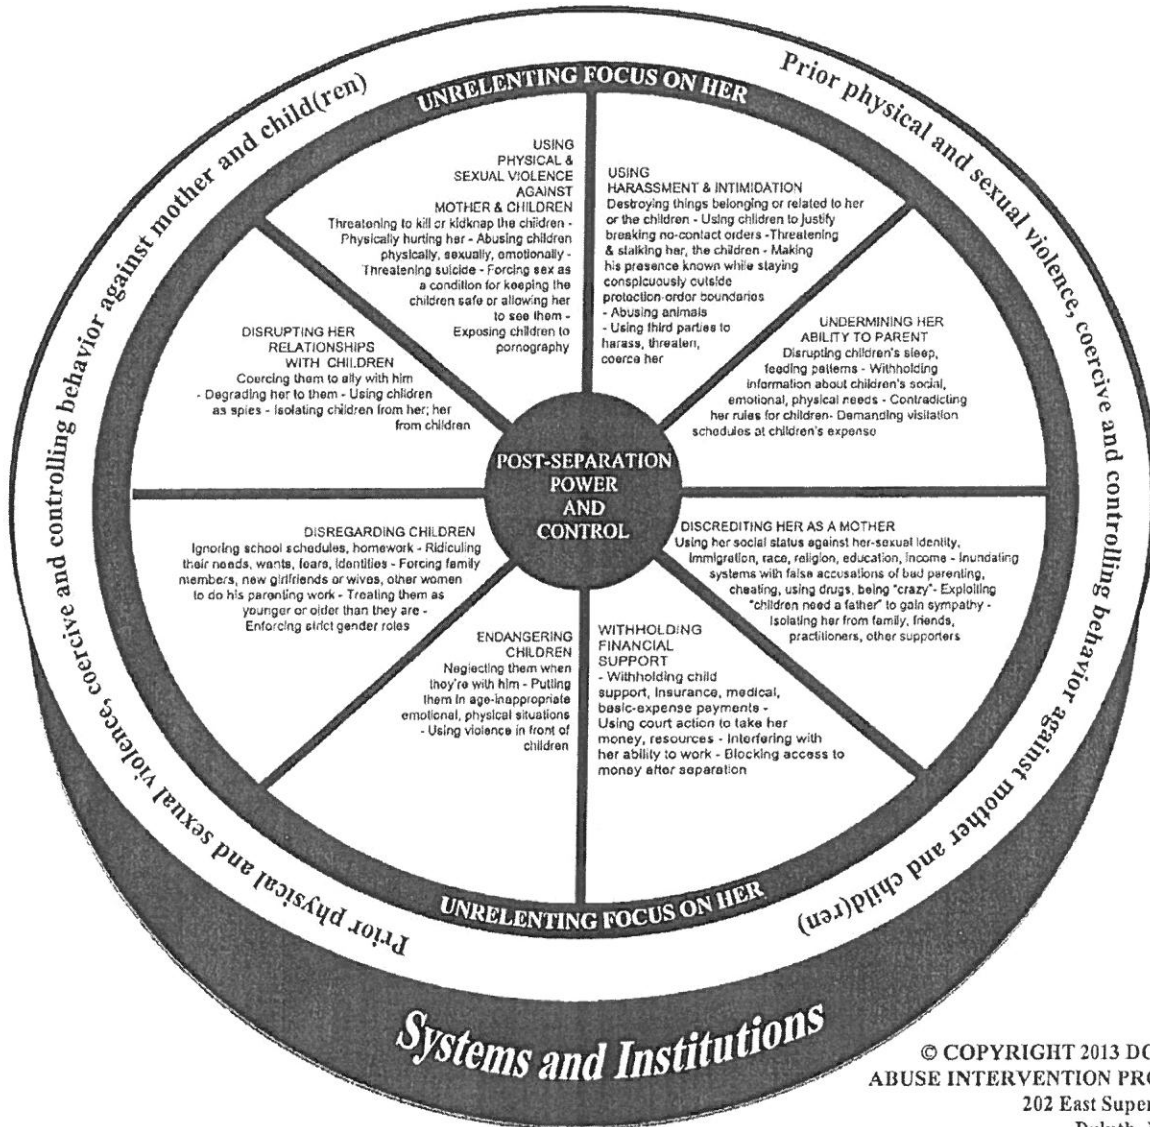 Prior physical and sexual violence, coercive and controlling behavior against mother and child(ren)
Prior physical and sexual violence, coercive and controlling behavior against mother and child(ren)
UNRELENTING FOCUS ON HER
USING
PHYSICAL &
SEXUAL VIOLENCE
AGAINST
MOTHER & CHILDREN
Threatening to kill or kidknap the children -
Physically hurting her - Abusing children
physically, sexually, emotionally -
Threatening suicide - Forcing sex as
a condition for keeping the
children safe or allowing her
to see them -
Exposing children to
pornography
USING
HARASSMENT & INTIMIDATION
Destroying things belonging or related to her
or the children - Using children to justify
breaking no-contact orders -Threatening
& stalking her, the children - Making
his presence known while staying
conspicuously outside
protection-order boundaries
- Abusing animals
- Using third parties to
harass, threaten,
coerce her
UNDERMINING HER
ABILITY TO PARENT
Disrupting children's sleep,
feeding patterns - Withholding
information about children's social,
emotional, physical needs - Contradicting
her rules for children- Demanding visitation
schedules at children's expense
DISCREDITING HER AS A MOTHER
Using her social status against her-sexual identity,
immigration, race, religion, education, income - Inundating
systems with false accusations of bad parenting,
cheating, using drugs, being "crazy"- Exploiting
"children need a father" to gain sympathy -
Isolating her from family, friends,
practitioners, other supporters
WITHHOLDING
FINANCIAL
SUPPORT
- Withholding child
support, insurance, medical,
basic-expense payments -
Using court action to take her
money, resources - Interfering with
her ability to work - Blocking access to
money after separation
ENDANGERING
CHILDREN
Neglecting them when
they're with him - Putting
them in age-inappropriate
emotional, physical situations
- Using violence in front of
children
DISREGARDING CHILDREN
Ignoring school schedules, homework - Ridiculing
their needs, wants, fears, identities - Forcing family
members, new girlfriends or wives, other women
to do his parenting work - Treating them as
younger or older than they are -
Enforcing strict gender roles
DISRUPTING HER
RELATIONSHIPS
WITH CHILDREN
Coercing them to ally with him
- Degrading her to them - Using children
as spies - Isolating children from her; her
from children
POST-SEPARATION
POWER
AND
CONTROL
UNRELENTING FOCUS ON HER
Systems and Institutions
© COPYRIGHT 2013 DO
ABUSE INTERVENTION PRO
202 East Super